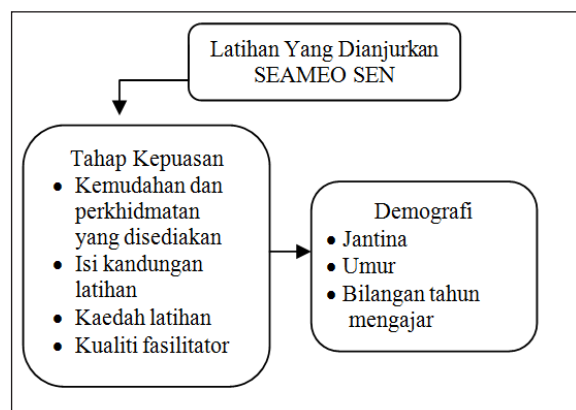 Latihan Yang Dianjurkan
SEAMEO SEN
Tahap Kepuasan
• Kemudahan dan
perkhidmatan
yang disediakan
• Isi kandungan
latihan
• Kaedah latihan
• Kualiti fasilitator
Demografi
• Jantina
• Umur
• Bilangan tahun
mengajar